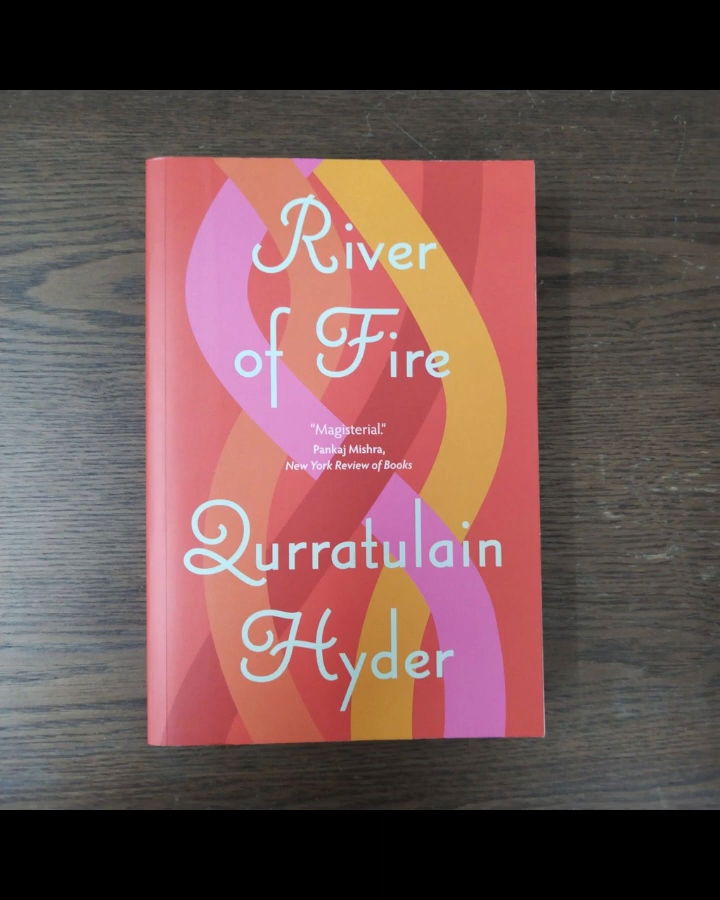 River
of Fire
"Magisterial."
Pankaj Mishra,
New York Review of Books
Qurratulain
Hyder